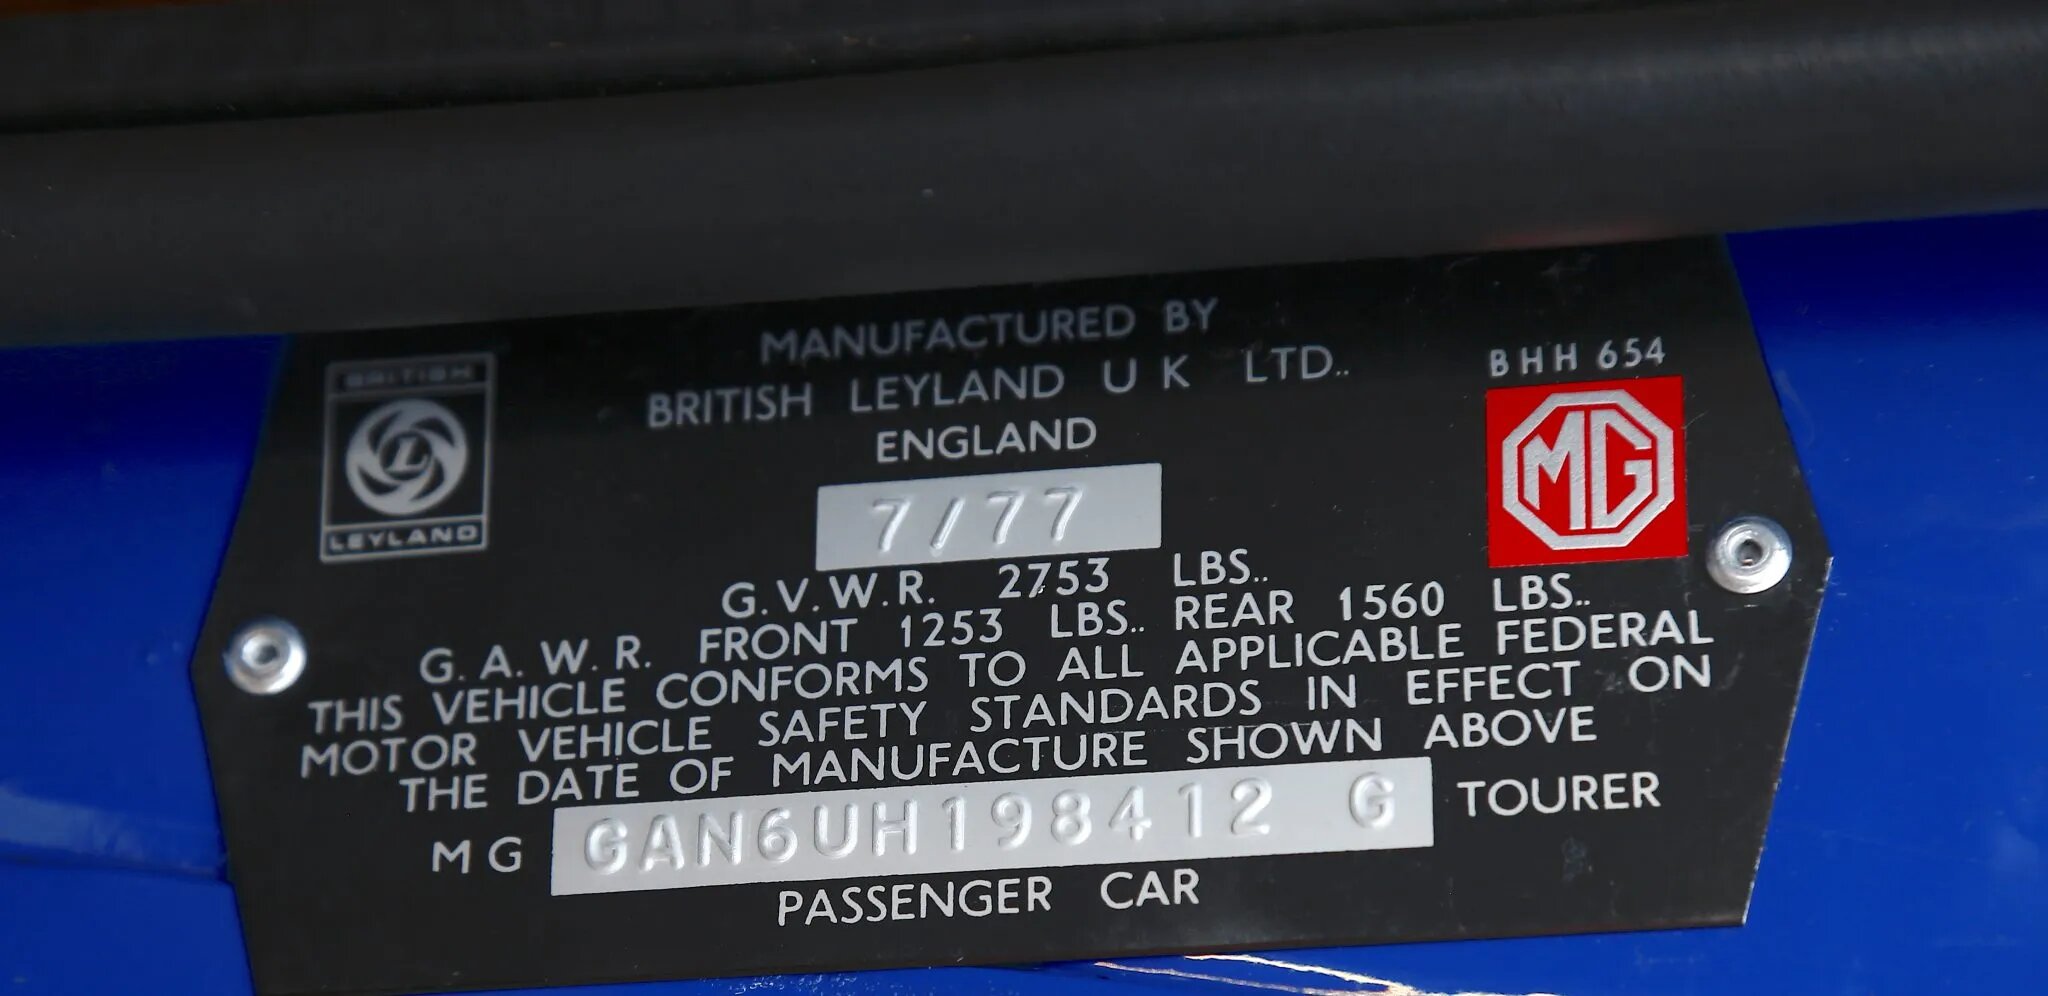 MANUFACTURED BY
BRITISH LEYLAND U K LTD..
ENGLAND
BRITISH
L
LEYLAND
BHH 654
MG
7/77
G.V.W.R. 2753 LBS..
G.A.W.R. FRONT 1253 LBS.. REAR 1560 LBS..
THIS VEHICLE CONFORMS TO ALL APPLICABLE FEDERAL
MOTOR VEHICLE SAFETY STANDARDS IN EFFECT ON
THE DATE OF MANUFACTURE SHOWN ABOVE
MG GAN6UH198412 G TOURER
PASSENGER CAR